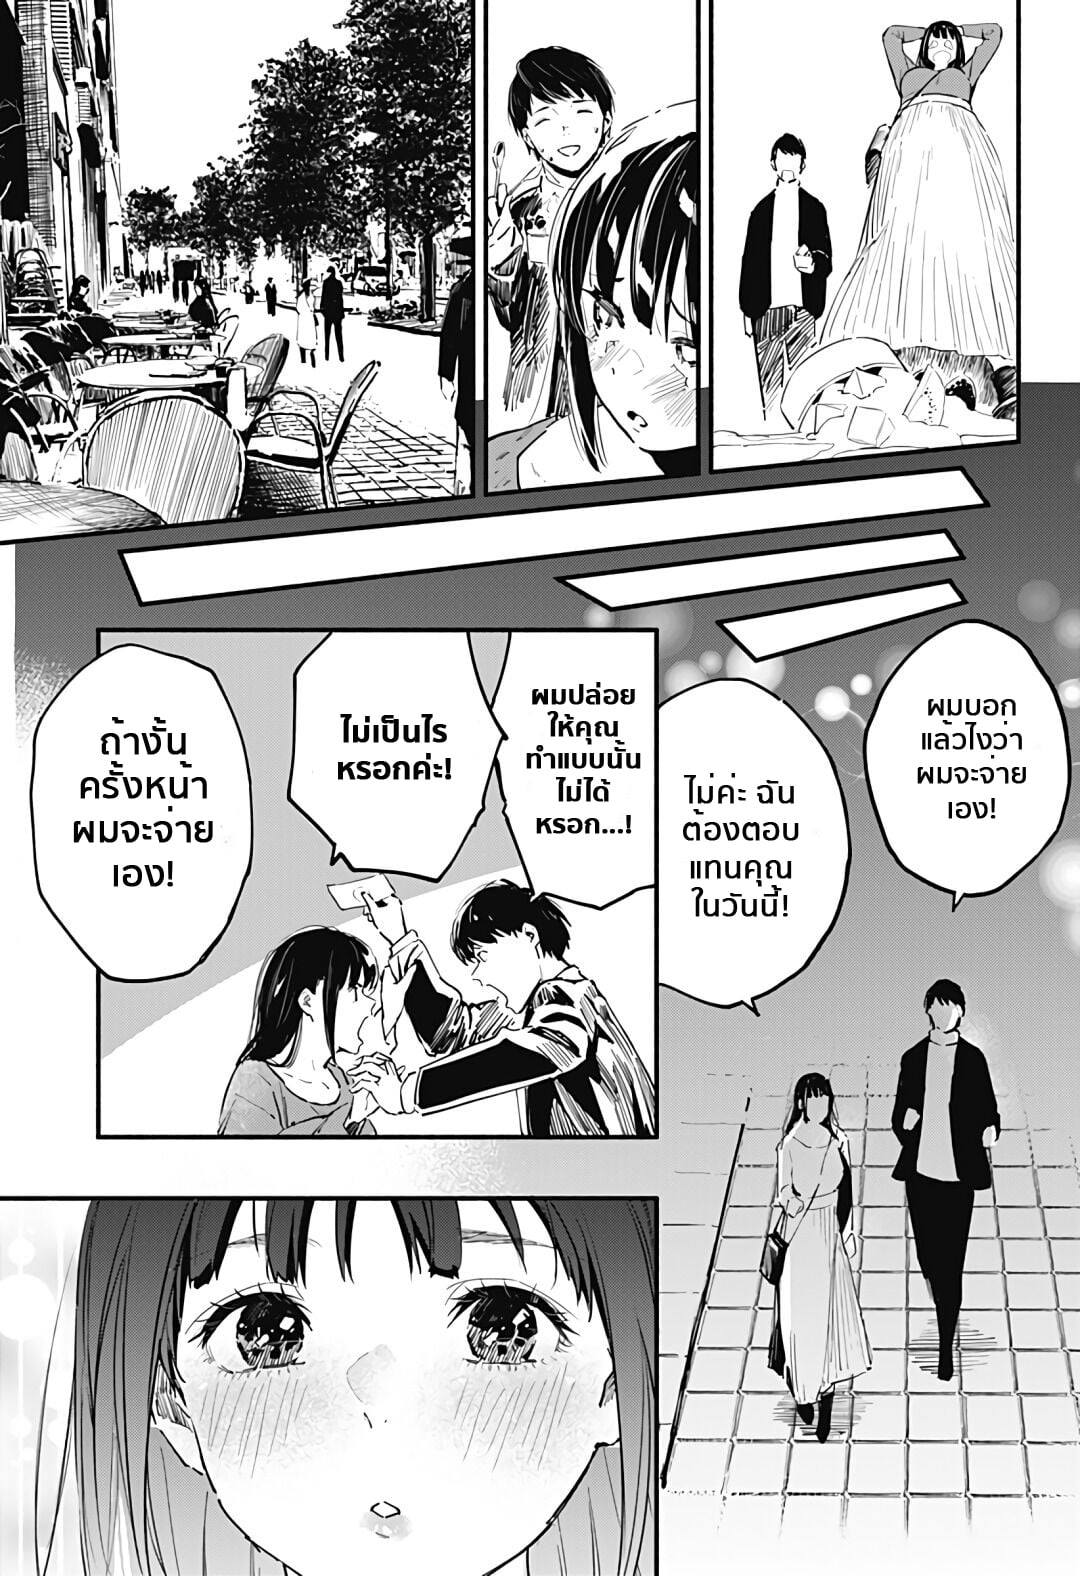 ผมบอก
แล้วไงว่า
ผมจะจ่าย
เอง!
ไม่ค่ะ ฉัน
ต้องตอบ
แทนคุณ
ในวันนี้!
ผมปล่อย
ให้คุณ
ทำแบบนั้น
ไม่ได้
หรอก...!
ไม่เป็นไร
หรอกค่ะ!
ถ้างั้น
ครั้งหน้า
ผมจะจ่าย
เอง!